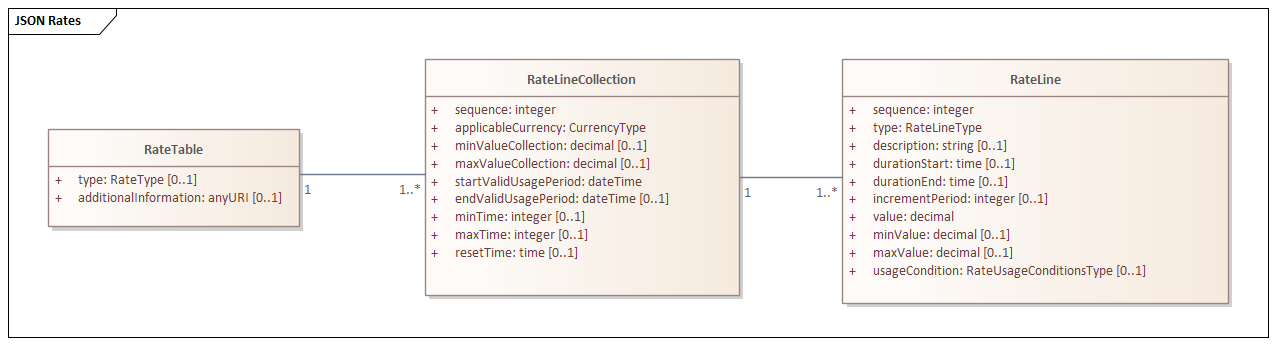 JSON Rates
RateTable
+ type: RateType [0..1]
+ additionalInformation: anyURI [0..1]
1
1..*
RateLineCollection
+ sequence: integer
+ applicableCurrency: CurrencyType
+ minValueCollection: decimal [0..1]
+ maxValueCollection: decimal [0..1]
+ startValidUsagePeriod: dateTime
+ endValidUsagePeriod: dateTime [0..1]
+ minTime: integer [0..1]
+ maxTime: integer [0..1]
+ resetTime: time [0..1]
1
1..*
RateLine
+ sequence: integer
+ type: RateLineType
+ description: string [0..1]
+ durationStart: time [0..1]
+ durationEnd: time [0..1]
+ incrementPeriod: integer [0..1]
+ value: decimal
+ minValue: decimal [0..1]
+ maxValue: decimal [0..1]
+ usageCondition: RateUsageConditionsType [0..1]